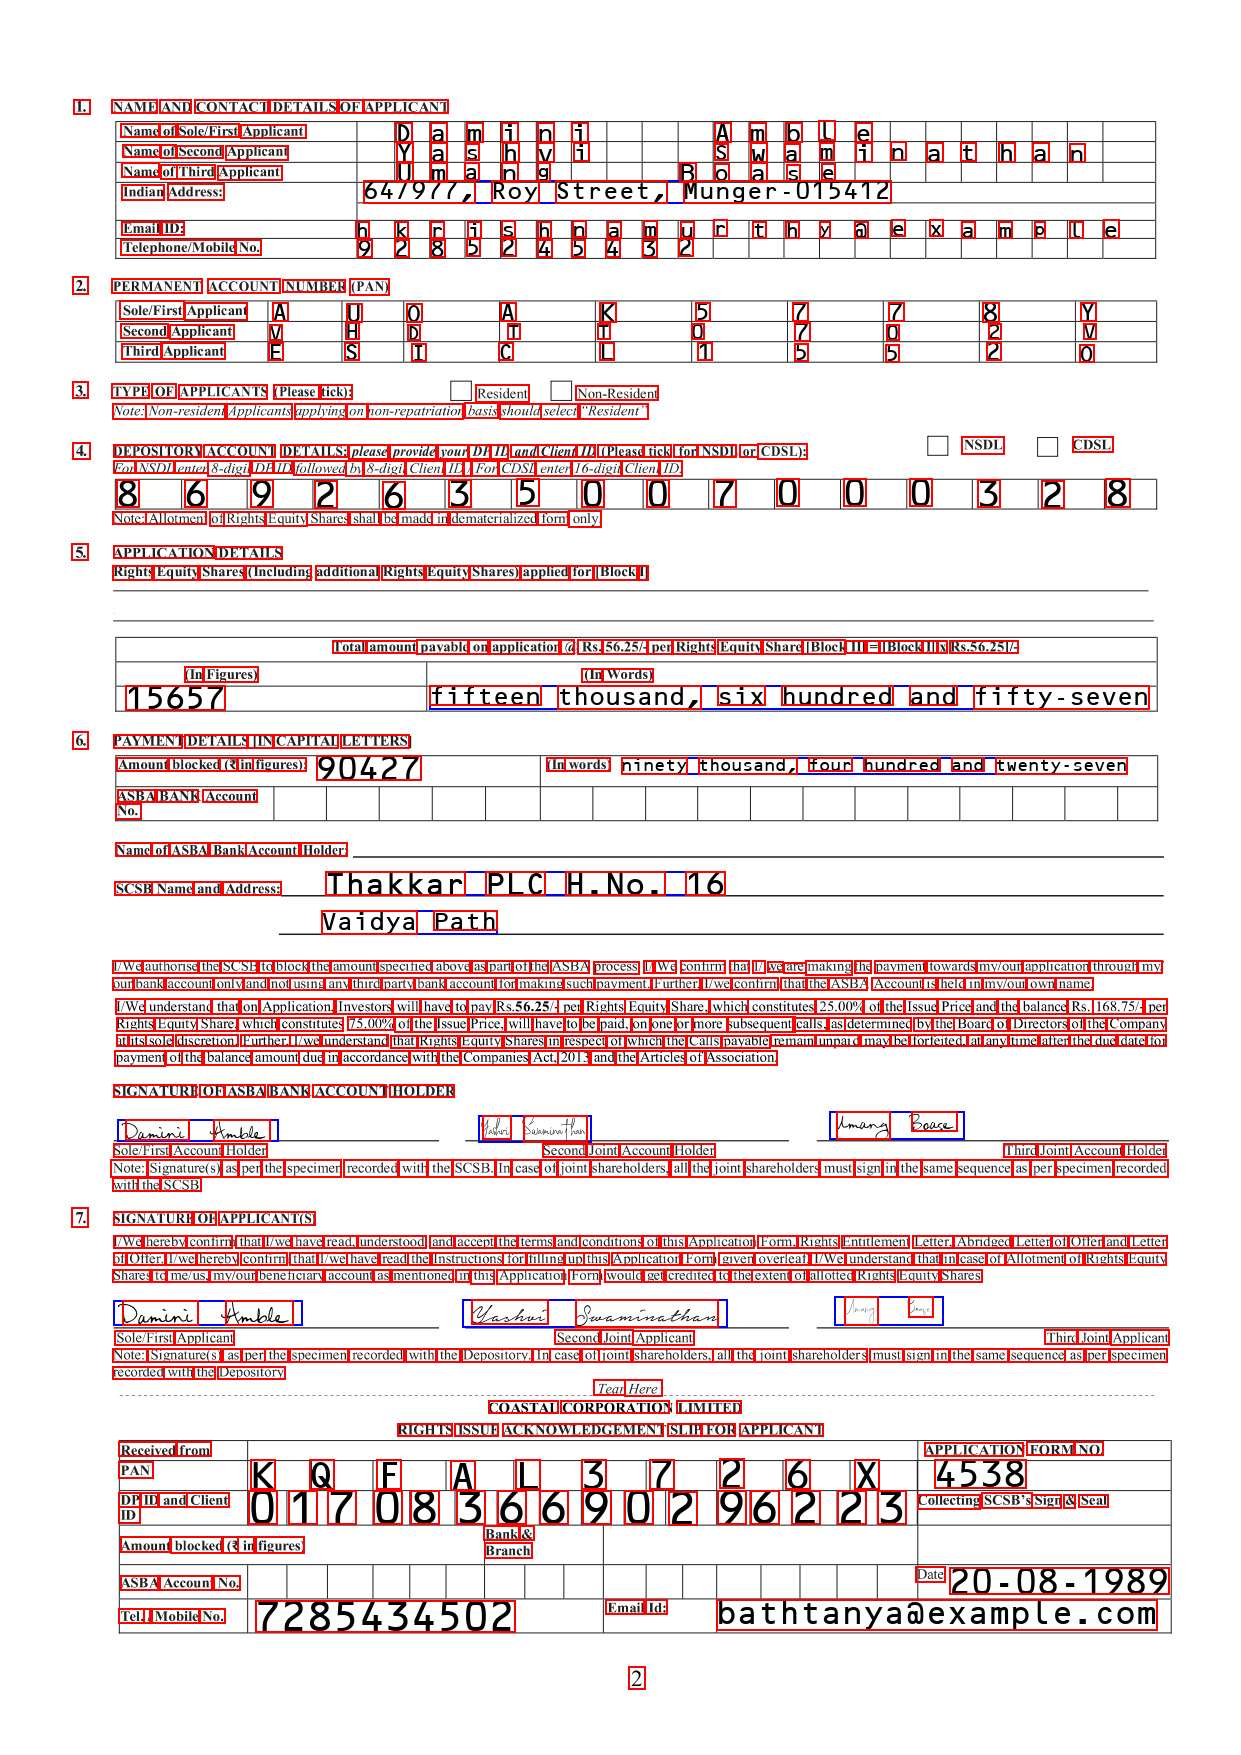 1. NAME AND CONTACT DETAILS OF APPLICANT
Name of Sole/First Applicant Damini Amble
Name of Second Applicant Yashvi Swaminathan
Name of Third Applicant Umang Boase
Indian Address: 647977, Roy Street, Munger-015412
Email ID: hkrishnamurthy@example
Telephone/Mobile No. 9285245432
2. PERMANENT ACCOUNT NUMBER (PAN)
Sole/First Applicant A U O A K 5 7 7 8 Y
Second Applicant V H D T T 0 7 0 2 V
Third Applicant E S I C L 1 5 5 2 O
3. TYPE OF APPLICANTS (Please tick): Resident Non-Resident
Note: Non-resident Applicants applying on non-repatriation basis should select "Resident"
4. DEPOSITORY ACCOUNT DETAILS: please provide your DP ID and Client ID (Please tick for NSDL or CDSL): NSDL CDSL
For NSDL enter 8-digit DP ID followed by 8-digit Client ID / For CDSL enter 16-digit Client ID.
8 6 9 2 6 3 5 0 0 7 0 0 0 3 2 8
Note: Allotment of Rights Equity Shares shall be made in dematerialized form only.
5. APPLICATION DETAILS
Rights Equity Shares (Including additional Rights Equity Shares) applied for [Block I]
Total amount payable on application @ Rs. 56.25/- per Rights Equity Share [Block II] = [Block I] x Rs.56.25]/-
(In Figures) (In Words)
15657 fifteen thousand, six hundred and fifty-seven
6. PAYMENT DETAILS [IN CAPITAL LETTERS]
Amount blocked (₹ in figures): 90427 (In words) ninety thousand, four hundred and twenty-seven
ASBA BANK Account
No.
Name of ASBA Bank Account Holder:
SCSB Name and Address: Thakkar PLC H.No. 16
Vaidya Path
I/We authorise the SCSB to block the amount specified above as part of the ASBA process. I/We confirm that I/ we are making the payment towards my/our application through my/
our bank account only and not using any third party bank account for making such payment. Further, I/we confirm that the ASBA Account is held in my/our own name.
I/We understand that on Application, Investors will have to pay Rs.56.25/- per Rights Equity Share, which constitutes 25.00% of the Issue Price and the balance Rs. 168.75/- per
Rights Equity Share, which constitutes 75.00% of the Issue Price, will have to be paid, on one or more subsequent calls, as determined by the Board of Directors of the Company
at its sole discretion. Further, I/we understand that Rights Equity Shares in respect of which the Calls payable remain unpaid may be forfeited, at any time after the due date for
payment of the balance amount due in accordance with the Companies Act, 2013 and the Articles of Association.
SIGNATURE OF ASBA BANK ACCOUNT HOLDER
Damini Amble Yashvi Swaminathan Umang Boase
Sole/First Account Holder Second Joint Account Holder Third Joint Account Holder
Note: Signature(s) as per the specimen recorded with the SCSB. In case of joint shareholders, all the joint shareholders must sign in the same sequence as per specimen recorded
with the SCSB
7. SIGNATURE OF APPLICANT(S)
I/We hereby confirm that I/we have read, understood and accept the terms and conditions of this Application Form, Rights Entitlement Letter, Abridged Letter of Offer and Letter
of Offer. I/we hereby confirm that I/we have read the Instructions for filling up this Application Form given overleaf. I/We understand that in case of Allotment of Rights Equity
Shares to me/us, my/our beneficiary account as mentioned in this Application Form would get credited to the extent of allotted Rights Equity Shares
Damini Amble Yashvi Swaminathan Umang Boase
Sole/First Applicant Second Joint Applicant Third Joint Applicant
Note: Signature(s) as per the specimen recorded with the Depository. In case of joint shareholders, all the joint shareholders must sign in the same sequence as per specimen
recorded with the Depository
Tear Here
COASTAL CORPORATION LIMITED
RIGHTS ISSUE ACKNOWLEDGEMENT SLIP FOR APPLICANT
Received from APPLICATION FORM NO.
PAN K Q F A L 3 7 2 6 X 4538
DP ID and Client
ID 0 1 7 0 8 3 6 6 9 0 2 9 6 2 2 3 Collecting SCSB's Sign & Seal
Amount blocked (₹ in figures) Bank &
Branch
ASBA Account No. Date 20-08-1989
Tel./ Mobile No. 7285434502 Email Id: bathtanya@example.com
2